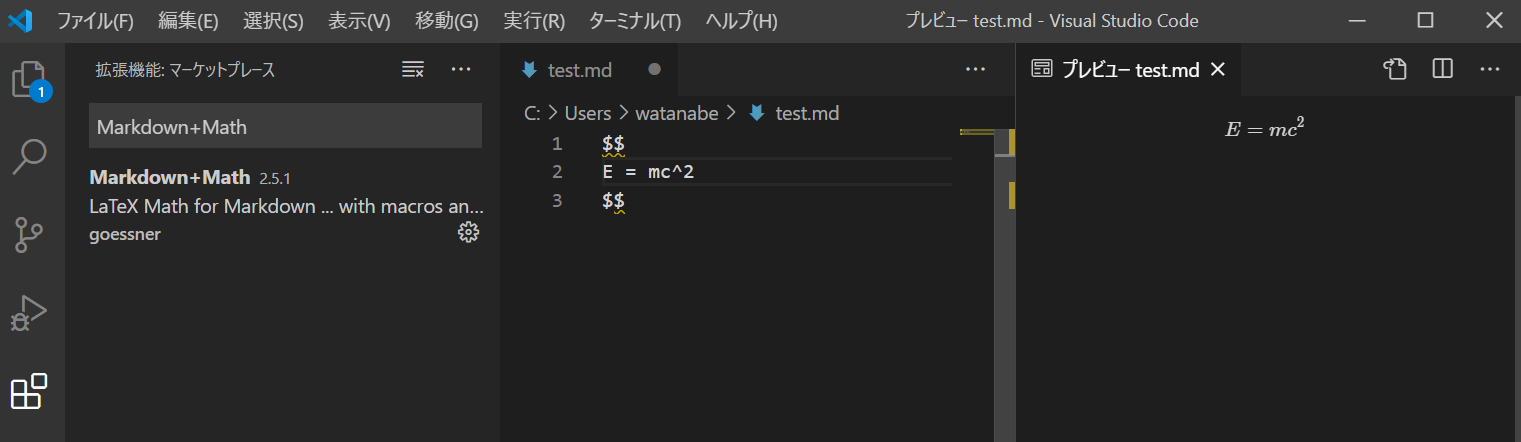 ファイル(F) 編集(E) 選択(S) 表示(V) 移動(G) 実行(R) ターミナル(T) ヘルプ(H) プレビュー test.md - Visual Studio Code
1
拡張機能: マーケットプレース
Markdown+Math
Markdown+Math 2.5.1
LaTeX Math for Markdown ... with macros an...
goessner
test.md
C: > Users > watanabe > test.md
1 $$
2 E = mc^2
3 $$
プレビュー test.md
E = mc²